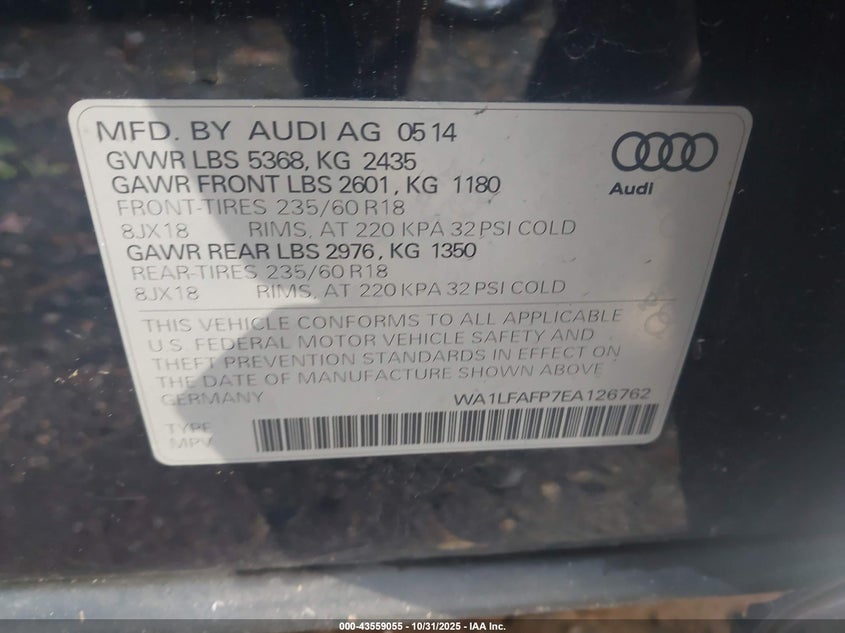 MFD. BY AUDI AG 0514
GVWR LBS 5368, KG 2435
GAWR FRONT LBS 2601, KG 1180
FRONT-TIRES 235/60 R18
8JX18 RIMS, AT 220 KPA 32 PSI COLD
GAWR REAR LBS 2976, KG 1350
REAR-TIRES 235/60 R18
8JX18 RIMS, AT 220 KPA 32 PSI COLD
Audi
THIS VEHICLE CONFORMS TO ALL APPLICABLE
U.S. FEDERAL MOTOR VEHICLE SAFETY AND
THEFT PREVENTION STANDARDS IN EFFECT ON
THE DATE OF MANUFACTURE SHOWN ABOVE
GERMANY WA1LFAFP7EA126762
TYPE
MPV
000-43559055 - 10/31/2025 - IAA Inc.